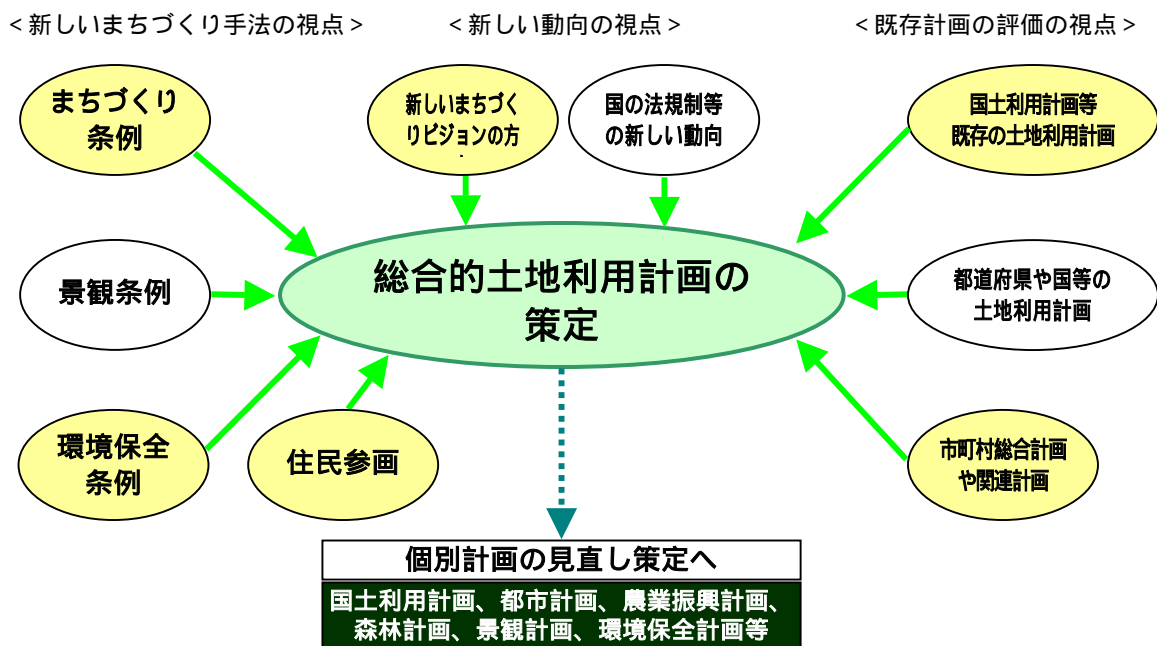 <新しいまちづくり手法の視点>
<新しい動向の視点>
<既存計画の評価の視点>
まちづくり
条例
新しいまちづく
りビジョンの方
国の法規制等
の新しい動向
国土利用計画等
既存の土地利用計画
景観条例
総合的土地利用計画の
策定
都道府県や国等の
土地利用計画
環境保全
条例
住民参画
市町村総合計画
や関連計画
個別計画の見直し策定へ
国土利用計画、都市計画、農業振興計画、
森林計画、景観計画、環境保全計画等